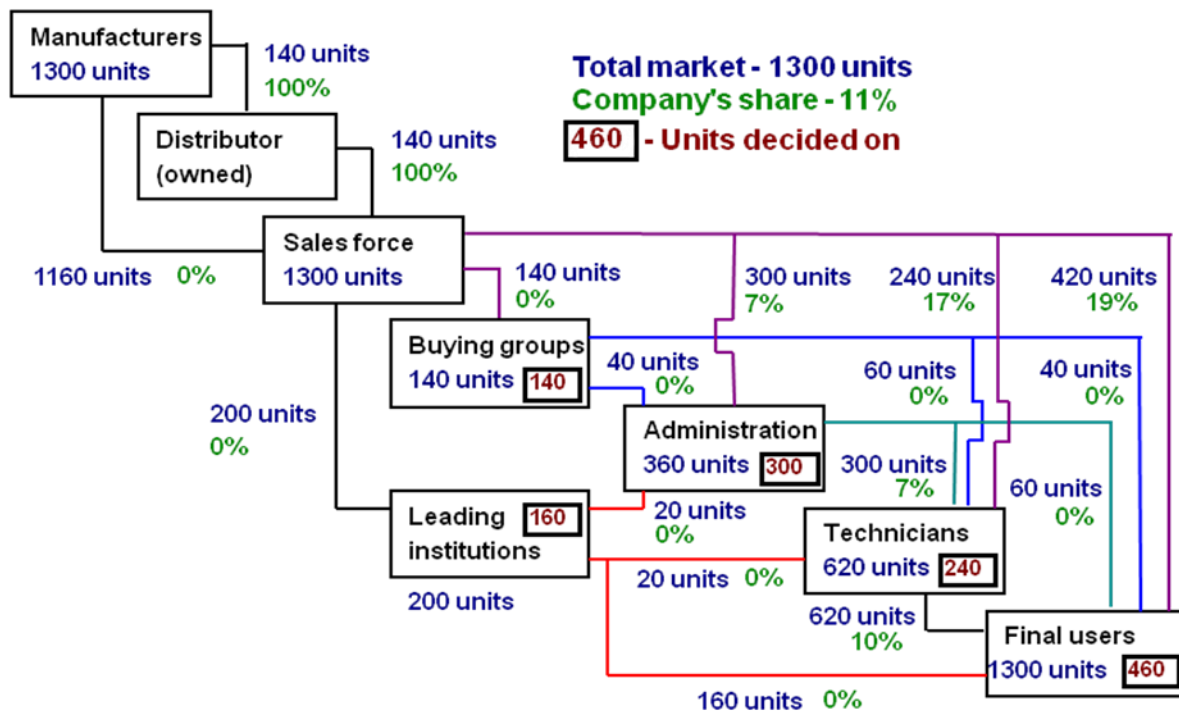 Manufacturers
1300 units
140 units
100%
Total market - 1300 units
Company's share - 11%
460 - Units decided on
Distributor
(owned)
140 units
100%
Sales force
1300 units
1160 units 0%
140 units
0%
300 units
7%
240 units
17%
420 units
19%
Buying groups
140 units 140
40 units
0%
60 units
0%
40 units
0%
200 units
0%
Administration
360 units 300
300 units
7%
60 units
0%
Leading 160
institutions
200 units
20 units
0%
Technicians
620 units 240
20 units 0%
620 units
10%
Final users
1300 units 460
160 units 0%